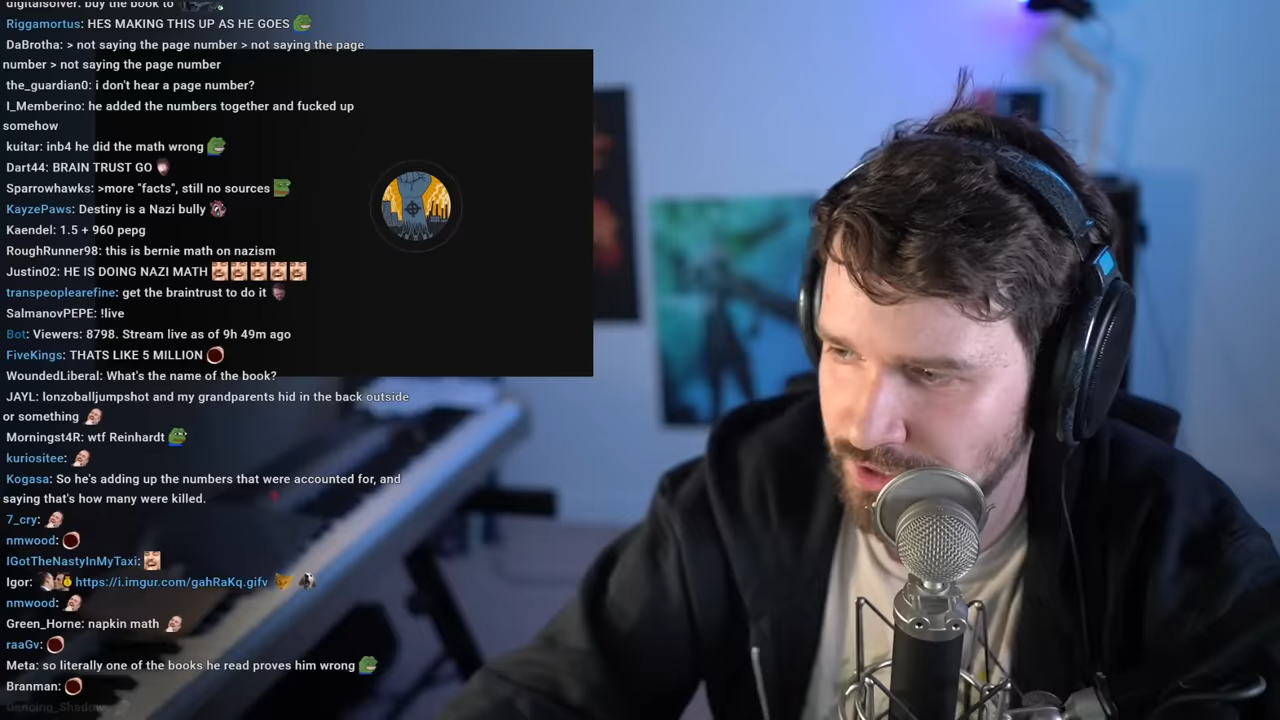 digitalsolver: buy the book to
Riggamortus: HES MAKING THIS UP AS HE GOES
DaBrotha: > not saying the page number > not saying the page
number > not saying the page number
the_guardian0: i don't hear a page number?
I_Memberino: he added the numbers together and fucked up
somehow
kuitar: inb4 he did the math wrong
Dart44: BRAIN TRUST GO
Sparrowhawks: >more "facts", still no sources
KayzePaws: Destiny is a Nazi bully
Kaendel: 1.5 + 960 pepg
RoughRunner98: this is bernie math on nazism
Justin02: HE IS DOING NAZI MATH
transpeoplearefine: get the braintrust to do it
SalmanovPEPE: !live
Bot: Viewers: 8798. Stream live as of 9h 49m ago
FiveKings: THATS LIKE 5 MILLION
WoundedLiberal: What's the name of the book?
JAYL: lonzoballjumpshot and my grandparents hid in the back outside
or something
Morningst4R: wtf Reinhardt
kuriositee:
Kogasa: So he's adding up the numbers that were accounted for, and
saying that's how many were killed.
7_cry:
nmwood:
IGotTheNastyInMyTaxi:
Igor: https://i.imgur.com/gahRaKq.gifv
nmwood:
Green_Horne: napkin math
raaGv:
Meta: so literally one of the books he read proves him wrong
Branman:
Dancing_Shadow